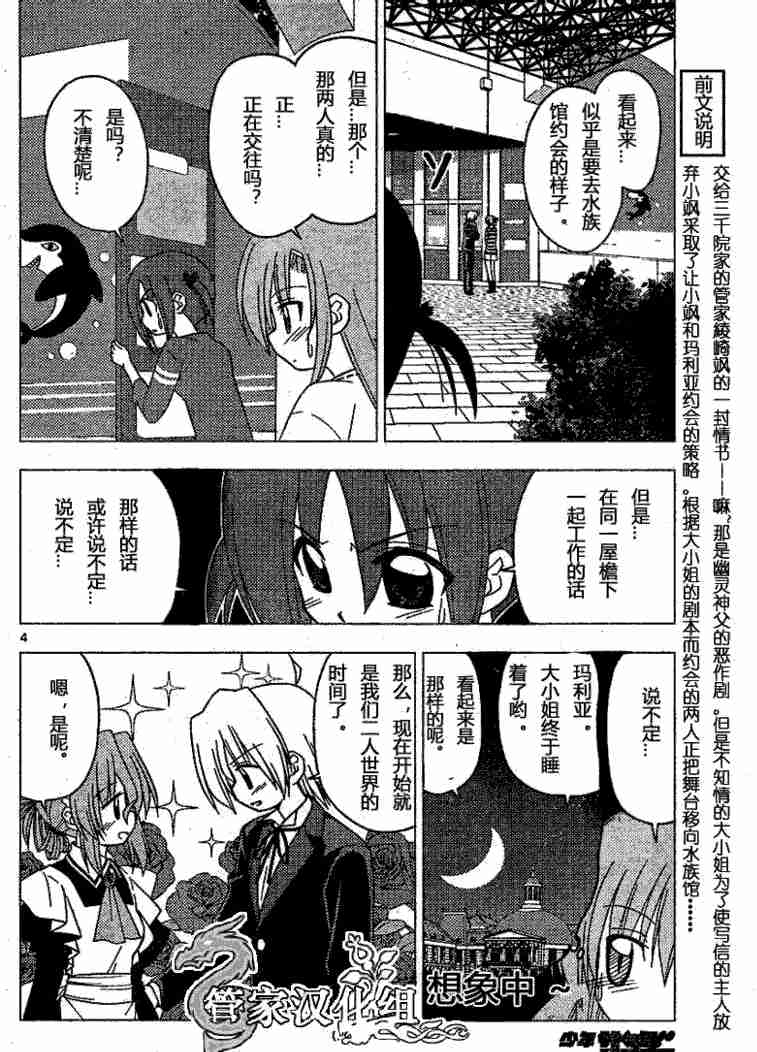 前文说明
交给三千院家的管家綾崎飒的一封情书——嘛,那是幽灵神父的恶作剧。但是不知情的大小姐为了使写信的主人放
弃小飒采取了让小飒和玛利亚约会的策略。根据大小姐的剧本而约会的两人正把舞台移向水族馆……
看起来…
似乎是要去水族
馆约会的样子。
但是…那个
那两人真的…
正…
正在交往吗?
是吗?
不清楚呢…
但是…
在同一屋檐下
一起工作的话
那样的话
或许说不定…
说不定…
4
说不定…
玛利亚。
大小姐终于睡
着了哟。
看起来是
那样的呢。
想象中~
那么,现在开始就
是我们二人世界的
时间了。
嗯,是呢。
管家汉化组